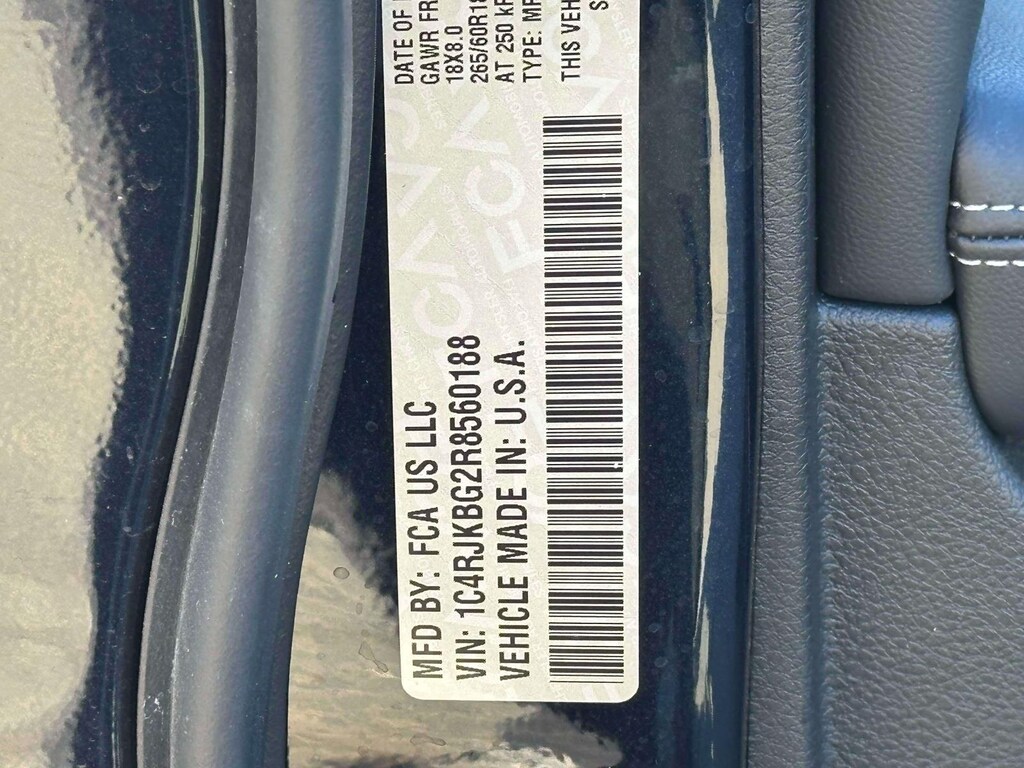 MFD BY: FCA US LLC
VIN: 1C4RJKBG2R8560188
VEHICLE MADE IN: U.S.A.
DATE OF
GAWR FR
18X8.0
265/60R18
AT 250 kP
TYPE: MP
THIS VEH